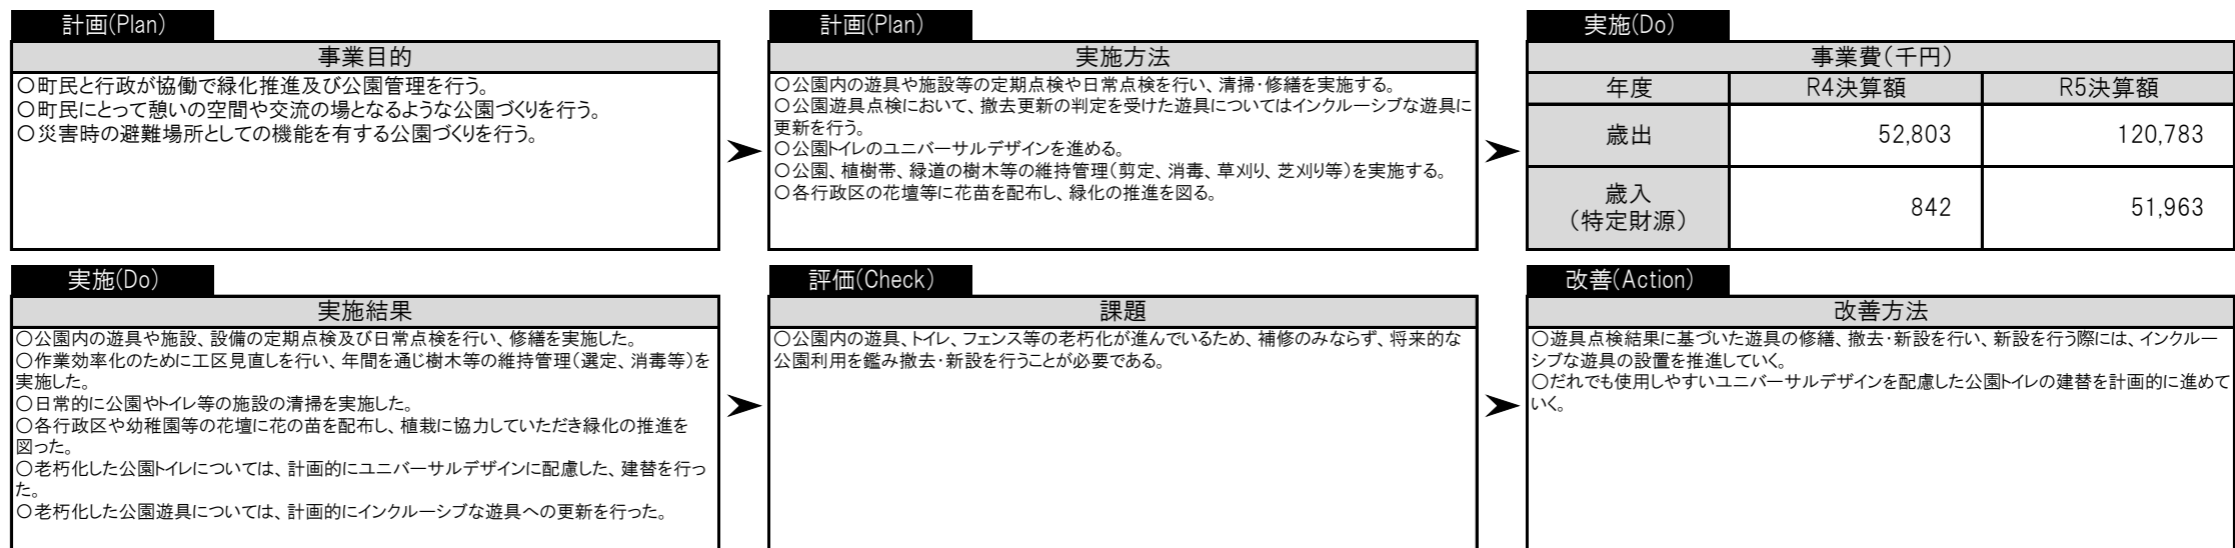 計画(Plan)
事業目的
〇町民と行政が協働で緑化推進及び公園管理を行う。
〇町民にとって憩いの空間や交流の場となるような公園づくりを行う。
〇災害時の避難場所としての機能を有する公園づくりを行う。
計画(Plan)
実施方法
〇公園内の遊具や施設等の定期点検や日常点検を行い、清掃・修繕を実施する。
〇公園遊具点検において、撤去更新の判定を受けた遊具についてはインクルーシブな遊具に
更新を行う。
〇公園トイレのユニバーサルデザインを進める。
〇公園、植樹帯、緑道の樹木等の維持管理(剪定、消毒、草刈り、芝刈り等)を実施する。
〇各行政区の花壇等に花苗を配布し、緑化の推進を図る。
実施(Do)
事業費(千円)
年度 R4決算額 R5決算額
歳出 52,803 120,783
歳入
(特定財源) 842 51,963
実施(Do)
実施結果
〇公園内の遊具や施設、設備の定期点検及び日常点検を行い、修繕を実施した。
〇作業効率化のために工区見直しを行い、年間を通じ樹木等の維持管理(選定、消毒等)を
実施した。
〇日常的に公園やトイレ等の施設の清掃を実施した。
〇各行政区や幼稚園等の花壇に花の苗を配布し、植栽に協力していただき緑化の推進を
図った。
〇老朽化した公園トイレについては、計画的にユニバーサルデザインに配慮した、建替を行っ
た。
〇老朽化した公園遊具については、計画的にインクルーシブな遊具への更新を行った。
評価(Check)
課題
〇公園内の遊具、トイレ、フェンス等の老朽化が進んでいるため、補修のみならず、将来的な
公園利用を鑑み撤去・新設を行うことが必要である。
改善(Action)
改善方法
〇遊具点検結果に基づいた遊具の修繕、撤去・新設を行い、新設を行う際には、インクルー
シブな遊具の設置を推進していく。
〇だれでも使用しやすいユニバーサルデザインを配慮した公園トイレの建替を計画的に進めて
いく。